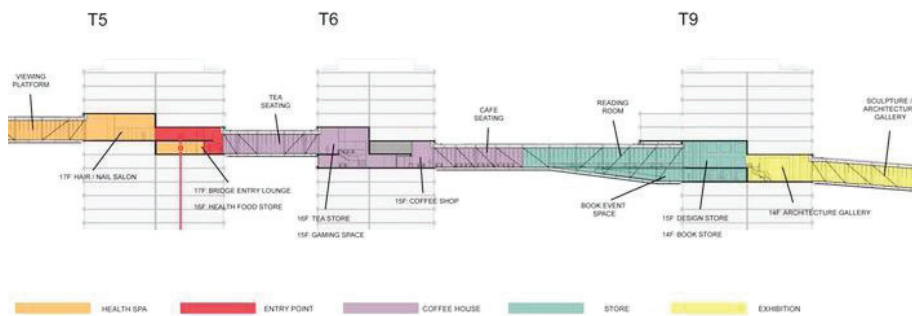 T5
T6
T9
VIEWING
PLATFORM
TEA
SEATING
CAFE
SEATING
READING
ROOM
SCULPTURE /
ARCHITECTURE
GALLERY
17F: HAIR / NAIL SALON
17F: BRIDGE ENTRY LOUNGE
16F: HEALTH FOOD STORE
16F: TEA STORE
15F: GAMING SPACE
15F: COFFEE SHOP
BOOK EVENT
SPACE
15F: DESIGN STORE
14F: BOOK STORE
14F: ARCHITECTURE GALLERY
HEALTH SPA
ENTRY POINT
COFFEE HOUSE
STORE
EXHIBITION